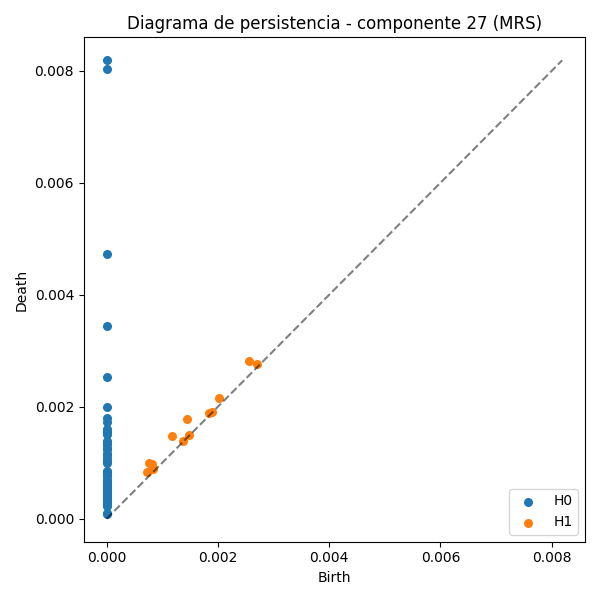 Diagrama de persistencia - componente 27 (MRS)
0.008
0.006
0.004
0.002
0.000
Death
0.000 0.002 0.004 0.006 0.008
Birth
H0
H1